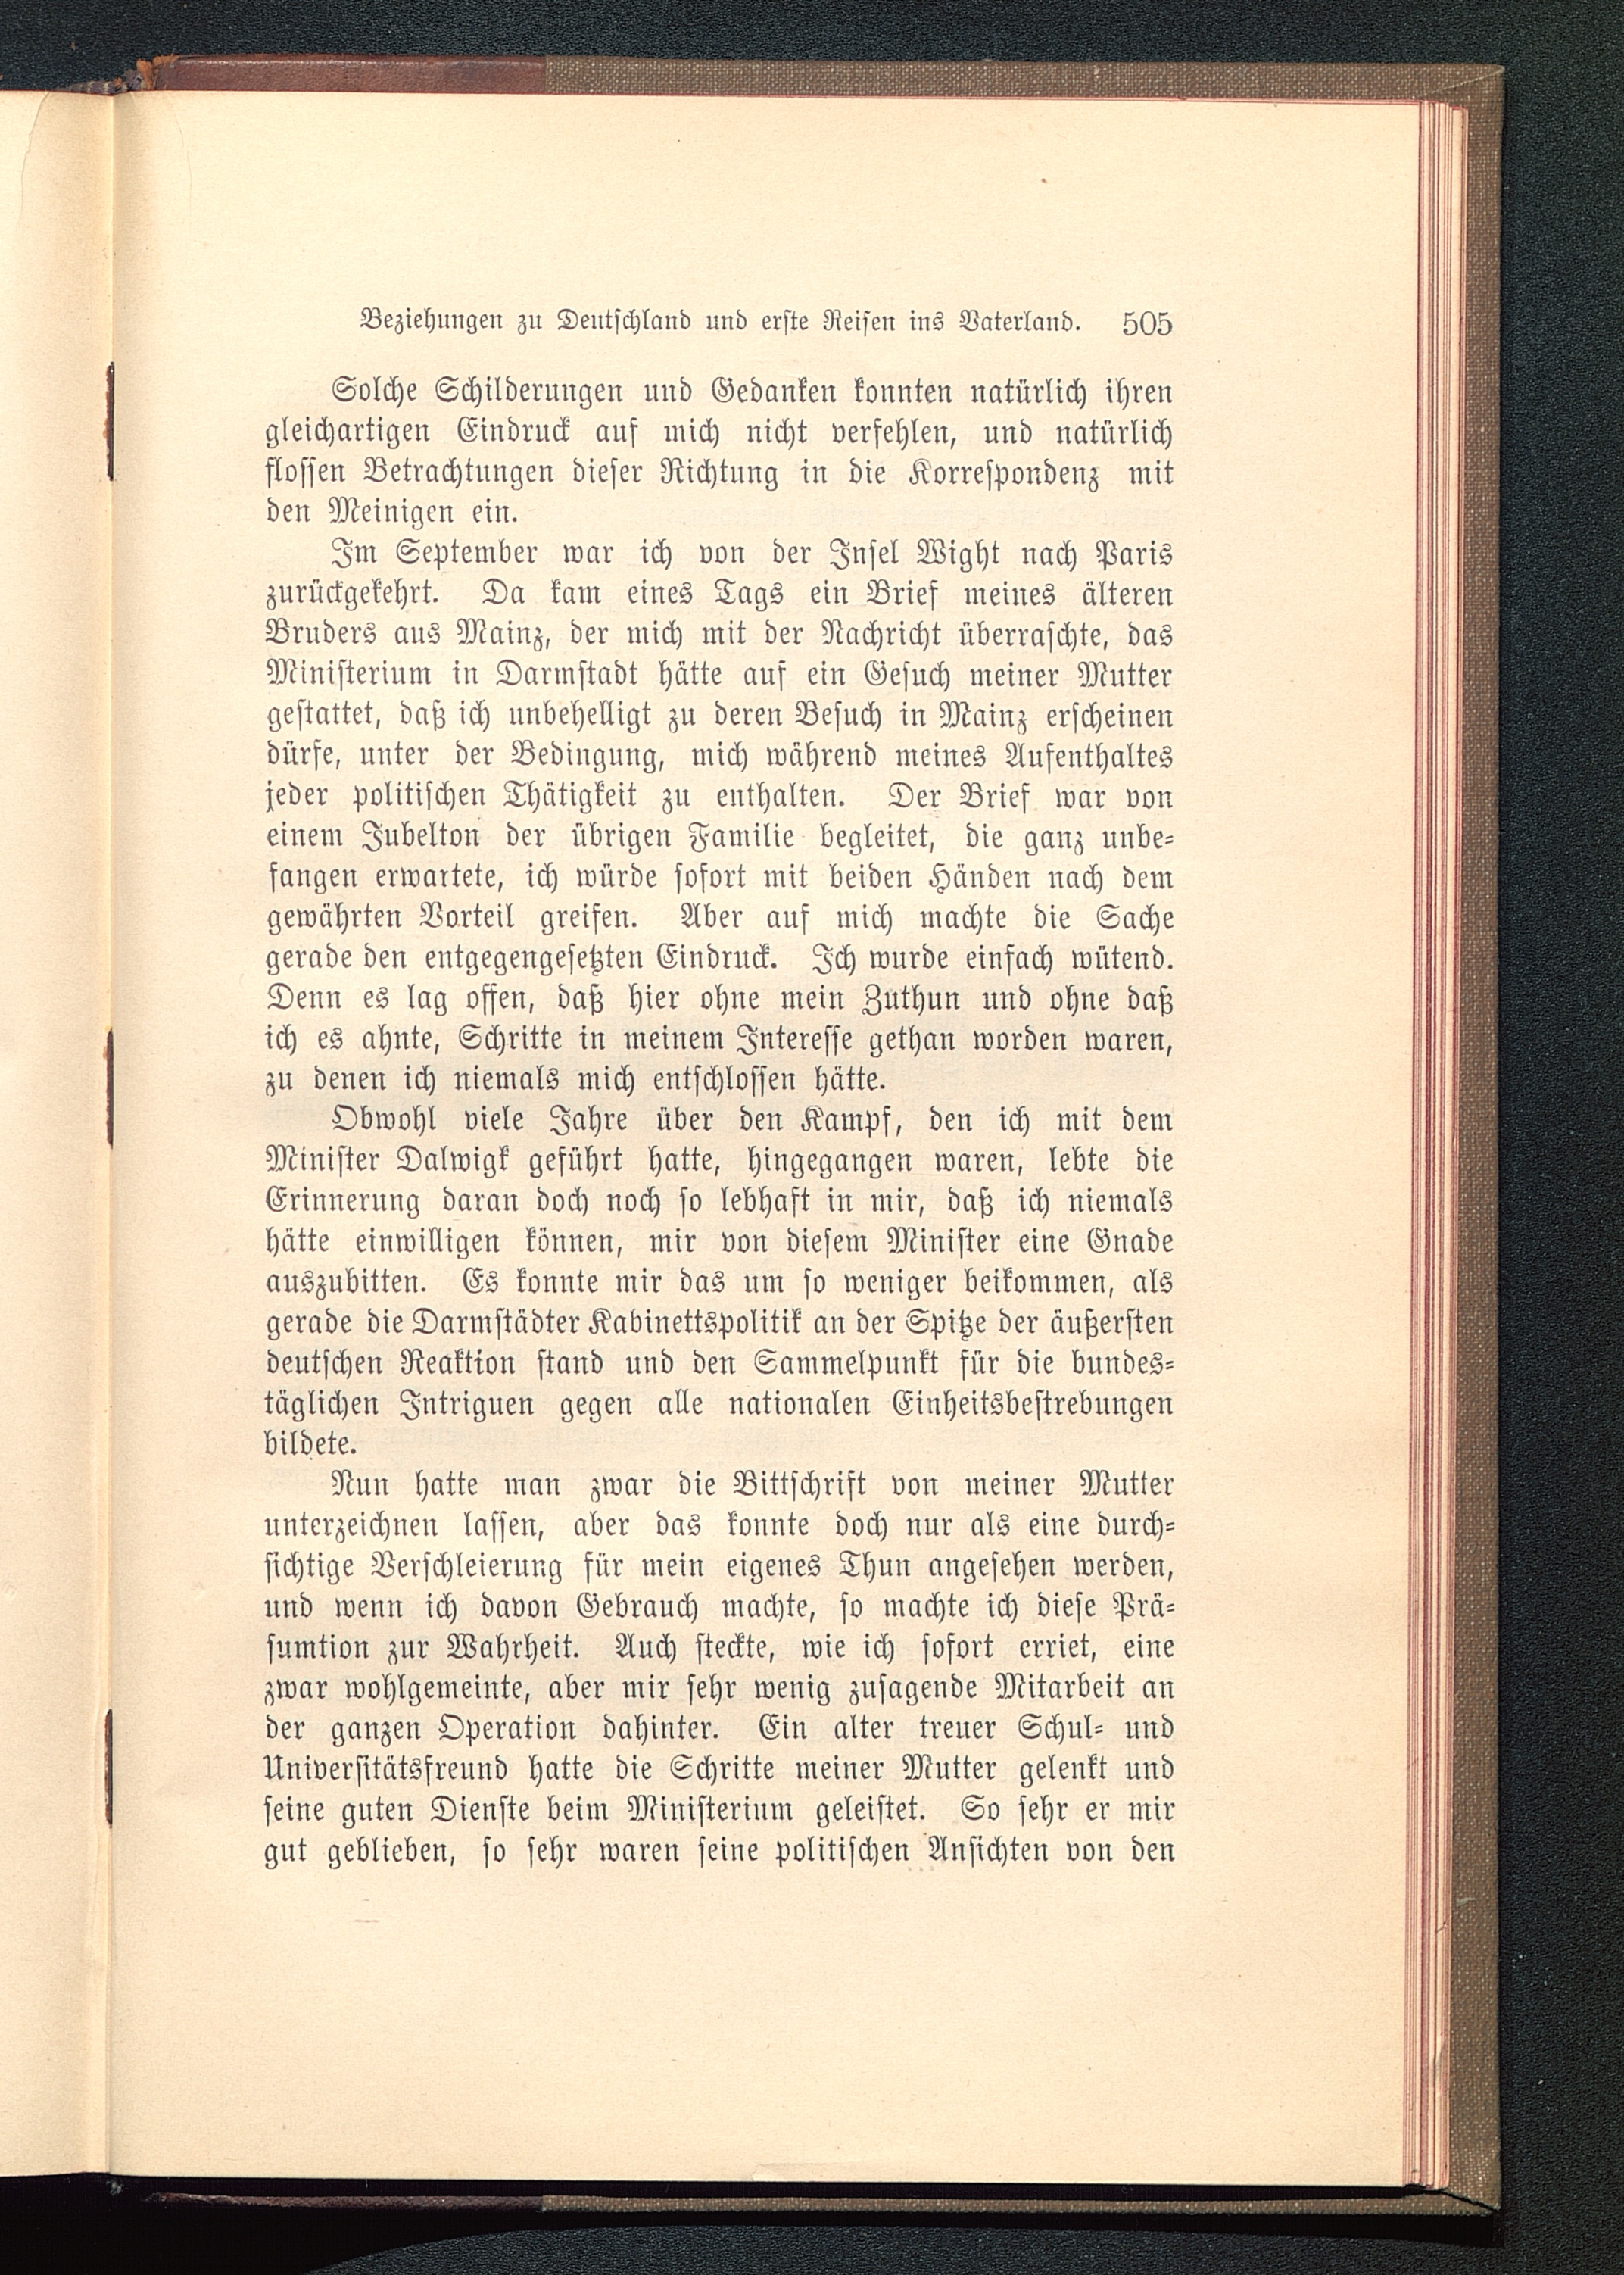 Beziehungen zu Deutschland und erste Reisen ins Vaterland. 505
Solche Schilderungen und Gedanken konnten natürlich ihren
gleichartigen Eindruck auf mich nicht verfehlen, und natürlich
flossen Betrachtungen dieser Richtung in die Korrespondenz mit
den Meinigen ein.
Im September war ich von der Insel Wight nach Paris
zurückgekehrt. Da kam eines Tags ein Brief meines älteren
Bruders aus Mainz, der mich mit der Nachricht überraschte, das
Ministerium in Darmstadt hätte auf ein Gesuch meiner Mutter
gestattet, daß ich unbehelligt zu deren Besuch in Mainz erscheinen
dürfe, unter der Bedingung, mich während meines Aufenthaltes
jeder politischen Thätigkeit zu enthalten. Der Brief war von
einem Jubelton der übrigen Familie begleitet, die ganz unbe-
fangen erwartete, ich würde sofort mit beiden Händen nach dem
gewährten Vorteil greifen. Aber auf mich machte die Sache
gerade den entgegengesetzten Eindruck. Ich wurde einfach wütend.
Denn es lag offen, daß hier ohne mein Zuthun und ohne daß
ich es ahnte, Schritte in meinem Interesse gethan worden waren,
zu denen ich niemals mich entschlossen hätte.
Obwohl viele Jahre über den Kampf, den ich mit dem
Minister Dalwigk geführt hatte, hingegangen waren, lebte die
Erinnerung daran doch noch so lebhaft in mir, daß ich niemals
hätte einwilligen können, mir von diesem Minister eine Gnade
auszubitten. Es konnte mir das um so weniger beikommen, als
gerade die Darmstädter Kabinettspolitik an der Spitze der äußersten
deutschen Reaktion stand und den Sammelpunkt für die bundes-
täglichen Intriguen gegen alle nationalen Einheitsbestrebungen
bildete.
Nun hatte man zwar die Bittschrift von meiner Mutter
unterzeichnen lassen, aber das konnte doch nur als eine durch-
sichtige Verschleierung für mein eigenes Thun angesehen werden,
und wenn ich davon Gebrauch machte, so machte ich diese Prä-
sumtion zur Wahrheit. Auch steckte, wie ich sofort erriet, eine
zwar wohlgemeinte, aber mir sehr wenig zusagende Mitarbeit an
der ganzen Operation dahinter. Ein alter treuer Schul- und
Universitätsfreund hatte die Schritte meiner Mutter gelenkt und
seine guten Dienste beim Ministerium geleistet. So sehr er mir
gut geblieben, so sehr waren seine politischen Ansichten von den